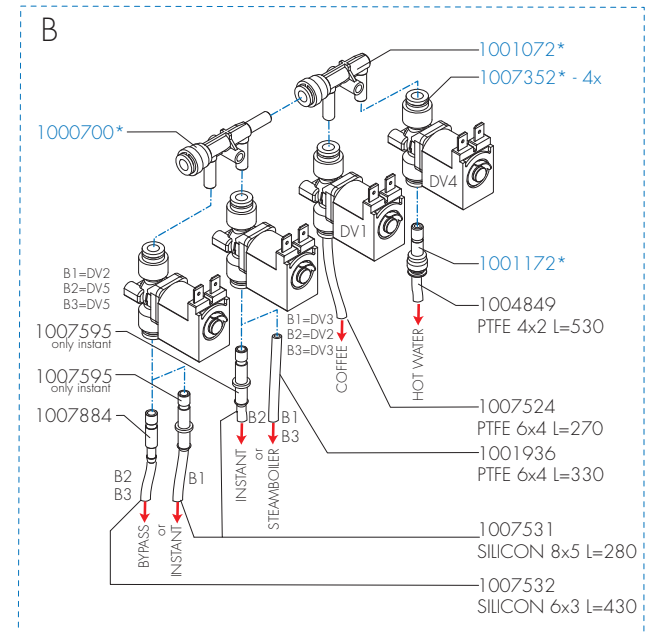 B
1001072*
1007352* - 4x
1000700*
DV4
DV1
B1=DV2
B2=DV5
B3=DV5
1001172*
1004849
PTFE 4x2 L=530
B1=DV3
B2=DV2
B3=DV3
1007595
only instant
1007595
only instant
1007884
COFFEE
HOT WATER
1007524
PTFE 6x4 L=270
1001936
PTFE 6x4 L=330
B2
B1
B3
INSTANT
or
STEAMBOILER
B2
B3
B1
BYPASS
or
INSTANT
1007531
SILICON 8x5 L=280
1007532
SILICON 6x3 L=430